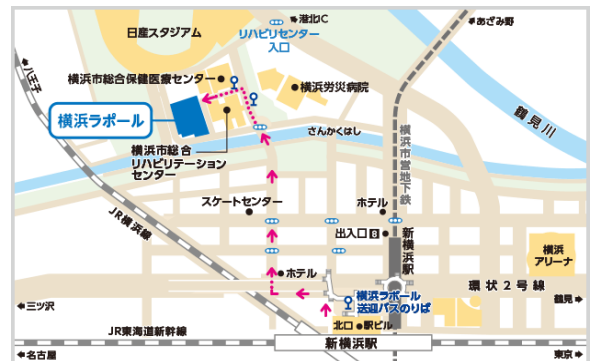 日産スタジアム
港北IC
リハビリセンター
入口
あざみ野
八王子
横浜市総合保健医療センター
横浜労災病院
横浜ラポール
鶴見川
さんかくはし
横浜市総合
リハビリテーション
センター
横浜市営地下鉄
スケートセンター
ホテル
JR横浜線
出入口8
新横浜駅
横浜
アリーナ
ホテル
環状2号線
横浜ラポール
送迎バスのりば
三ツ沢
鶴見
北口
駅ビル
JR東海道新幹線
新横浜駅
名古屋
東京